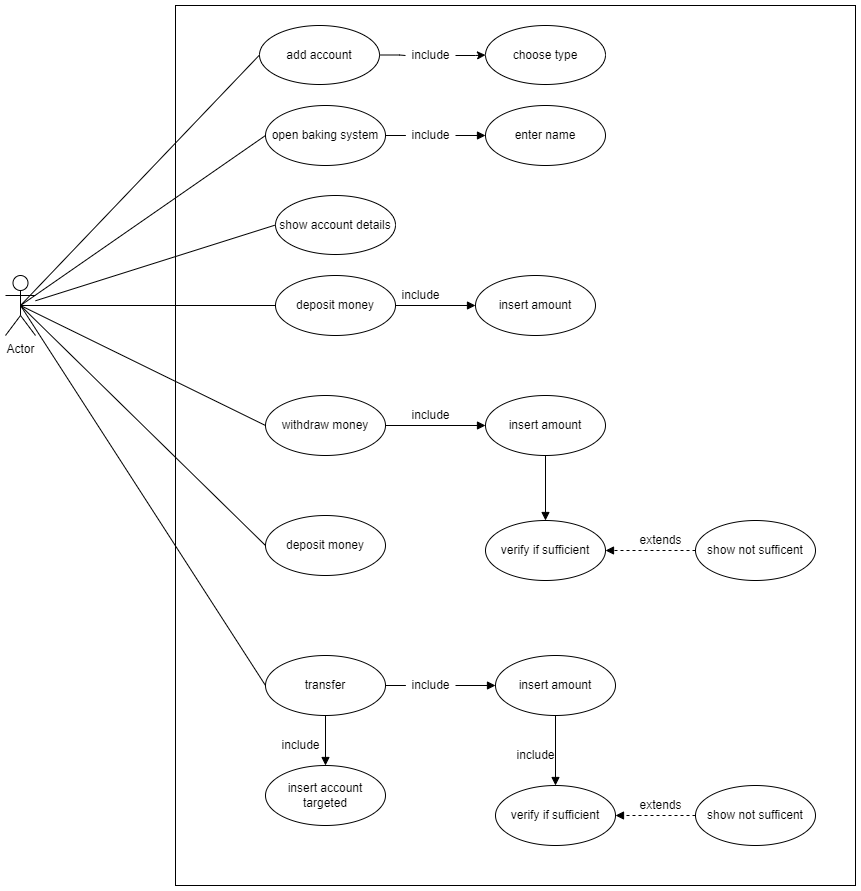 add account
include
choose type
open baking system
include
enter name
show account details
Actor
deposit money
include
insert amount
withdraw money
include
insert amount
deposit money
verify if sufficient
extends
show not sufficent
transfer
include
insert amount
include
insert account
targeted
include
verify if sufficient
extends
show not sufficent